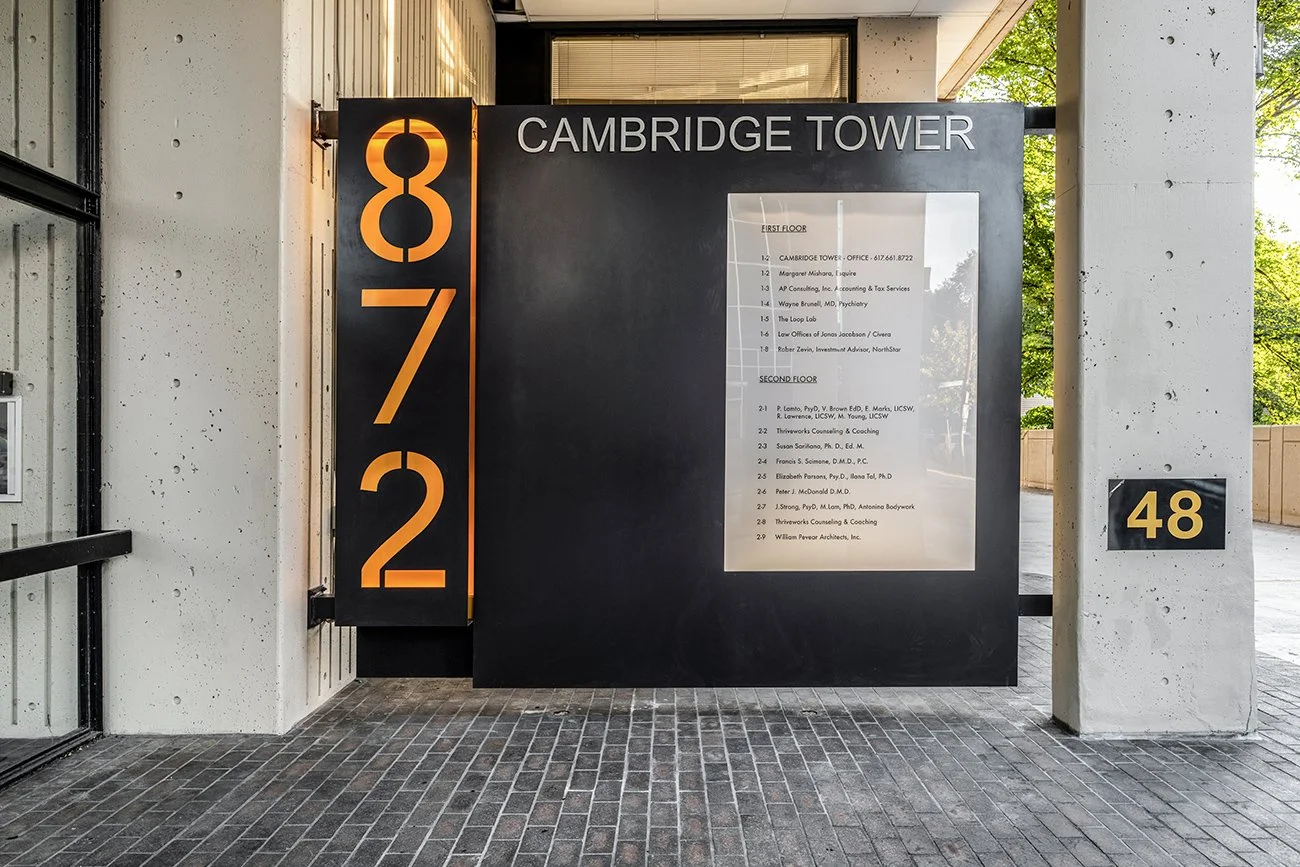 872
CAMBRIDGE TOWER
FIRST FLOOR
1-2 CAMBRIDGE TOWER - OFFICE - 617.661.8722
1-2 Margaret Mishara, Esquire
1-3 AP Consulting, Inc. Accounting & Tax Services
1-4 Wayne Brunell, MD, Psychiatry
1-5 The Loop Lab
1-6 Law Offices of Jonas Jacobson / Civera
1-8 Rober Zevin, Investment Advisor, NorthStar
SECOND FLOOR
2-1 P. Lamto, PsyD, V. Brown EdD, E. Marks, LICSW,
R. Lawrence, LICSW, M. Young, LICSW
2-2 Thriveworks Counseling & Coaching
2-3 Susan Sariñana, Ph. D., Ed. M.
2-4 Francis S. Scimone, D.M.D., P.C.
2-5 Elizabeth Parsons, Psy.D., Ilana Tal, Ph.D
2-6 Peter J. McDonald D.M.D.
2-7 J.Strong, PsyD, M.Lam, PhD, Antonina Bodywork
2-8 Thriveworks Counseling & Coaching
2-9 William Pevear Architects, Inc.
48